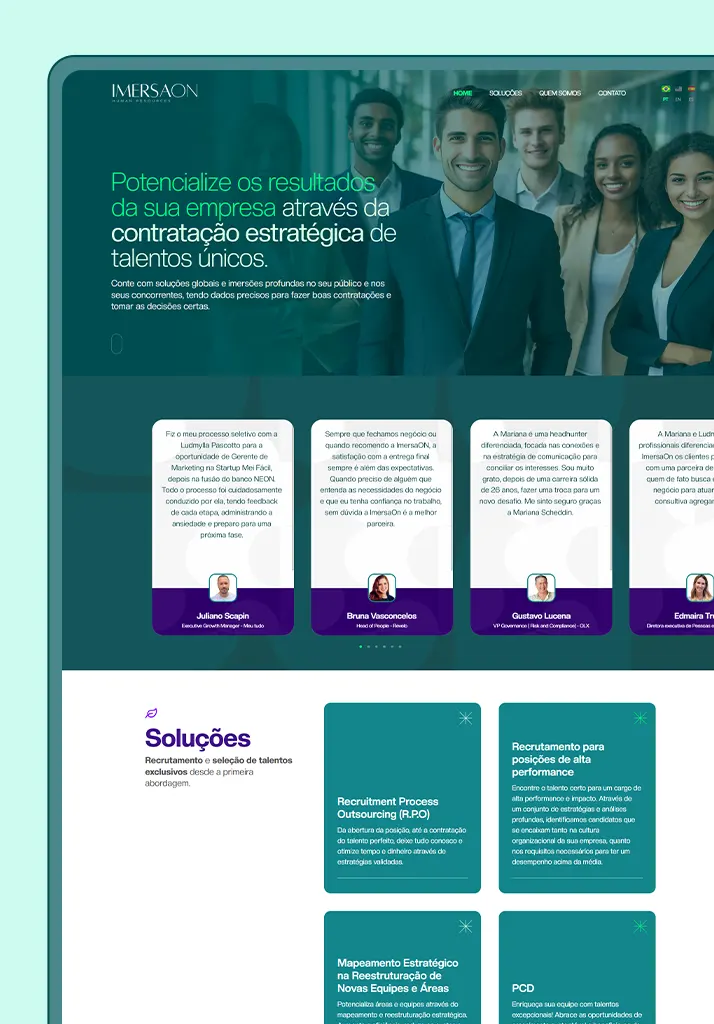 IMERSAON
HUMAN RESOURCES
HOME
SOLUÇÕES
QUEM SOMOS
CONTATO
PT
EN
ES
Potencialize os resultados
da sua empresa através da
contratação estratégica de
talentos únicos.
Conte com soluções globais e imersões profundas no seu público e nos
seus concorrentes, tendo dados precisos para fazer boas contratações e
tomar as decisões certas.
Fiz o meu processo seletivo com a
Ludmylla Pascotto para a
oportunidade de Gerente de
Marketing na Startup Mei Fácil,
depois na fusão do banco NEON.
Todo o processo foi cuidadosamente
conduzido por ela, tendo feedback
de cada etapa, administrando a
ansiedade e preparo para uma
próxima fase.
Juliano Scapin
Executive Growth Manager - Meu tudo
Sempre que fechamos negócio ou
quando recomendo a ImersaON, a
satisfação com a entrega final
sempre é além das expectativas.
Quando preciso de alguém que
entenda as necessidades do negócio
e que eu tenha confiança no trabalho,
sem dúvida a ImersaOn é a melhor
parceira.
Bruna Vasconcelos
Head of People - Révelo
A Mariana é uma headhunter
diferenciada, focada nas conexões e
na estratégia de comunicação para
conciliar os interesses. Sou muito
grato, depois de uma carreira sólida
de 26 anos, fazer uma troca para um
novo desafio. Me sinto seguro graças
a Mariana Scheddin.
Gustavo Lucena
VP Governance | Risk and Compliance| - OLX
A Mariana e Ludm
profissionais diferencia
ImersaOn os clientes p
com uma parceira de
quem de fato busca e
negócio para atuar
consultiva agrega
Edmaira Tr
Diretora executiva de Pessoas e
Soluções
Recrutamento e seleção de talentos
exclusivos desde a primeira
abordagem.
Recruitment Process
Outsourcing (R.P.O)
Da abertura da posição, até a contratação
do talento perfeito, deixe tudo conosco e
otimize tempo e dinheiro através de
estratégias validadas.
Recrutamento para
posições de alta
performance
Encontre o talento certo para um cargo de
alta performance e impacto. Através de
um conjunto de estratégias e análises
profundas, identificamos candidatos que
se encaixam tanto na cultura
organizacional da sua empresa, quanto
nos requisitos necessários para ter um
desempenho acima da média.
Mapeamento Estratégico
na Reestruturação de
Novas Equipes e Áreas
Potencializa áreas e equipes através do
mapeamento e reestruturação estratégica.
PCD
Enriqueça sua equipe com talentos
excepcionais! Abrace as oportunidades de